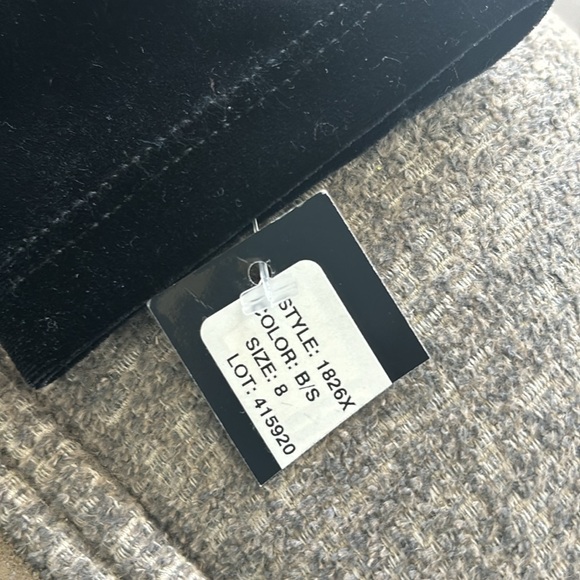 STYLE: 1826X
COLOR: B/S
SIZE: 8
LOT: 415920